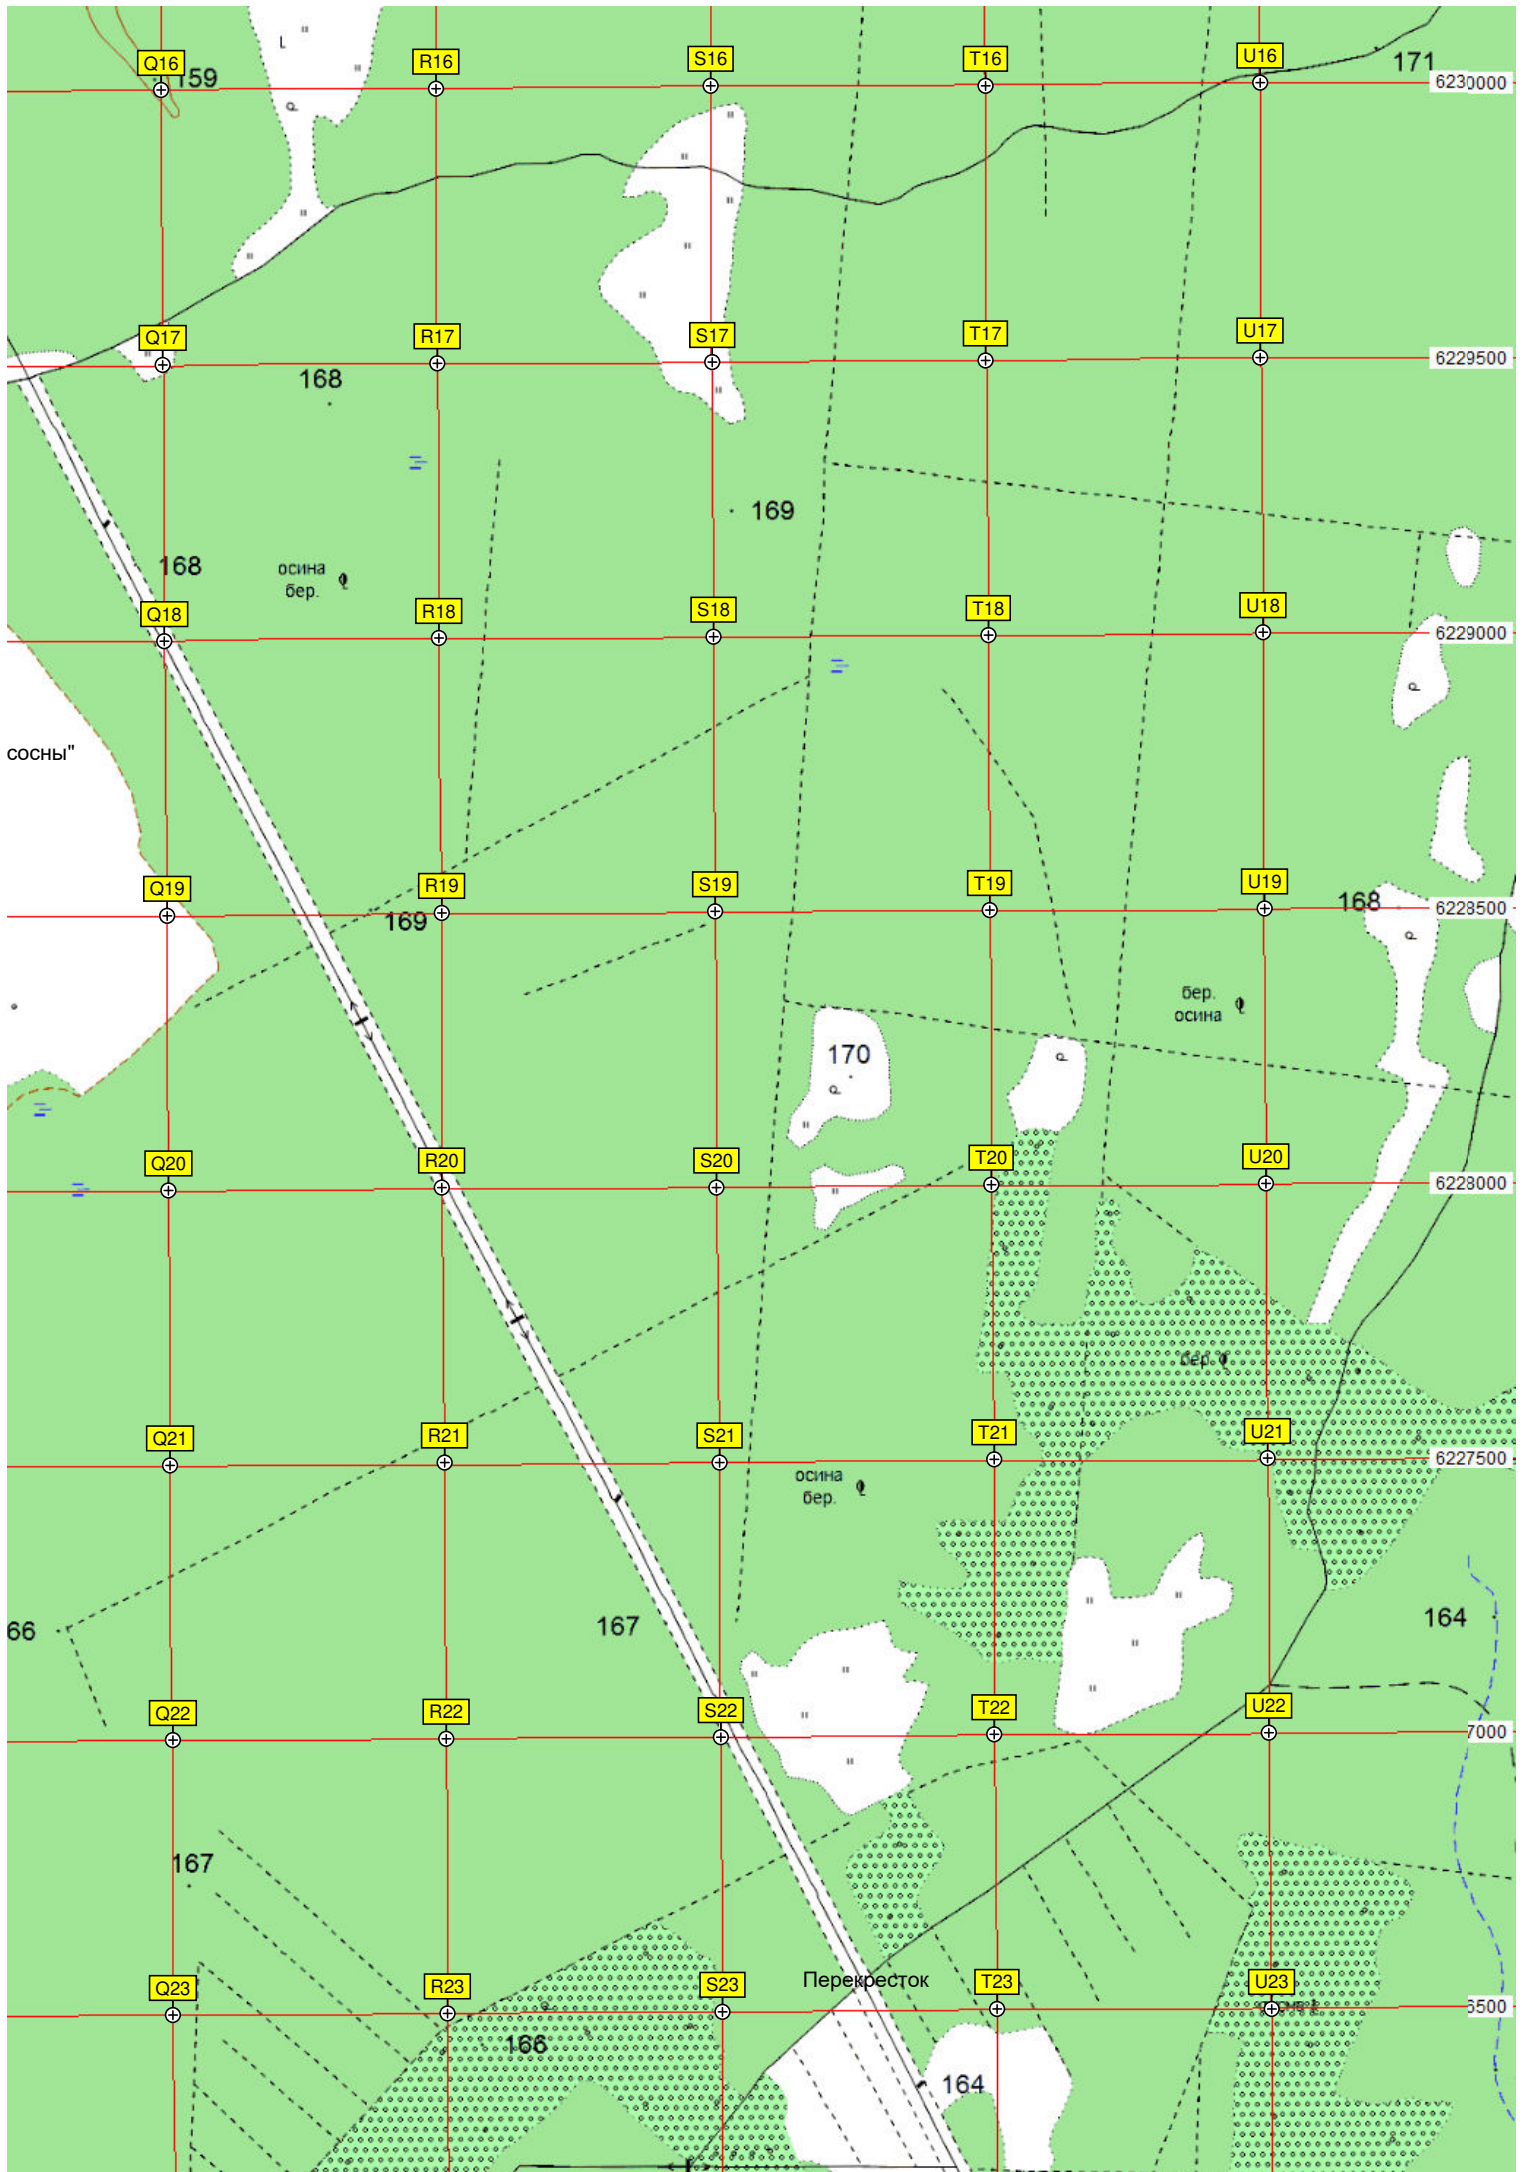 Q16
R16
S16
T16
U16
159
171
6230000
Q17
R17
S17
T17
U17
6229500
168
169
168
осина
бер.
Q18
R18
S18
T18
U18
6229000
сосны"
Q19
R19
S19
T19
U19
168
6228500
169
бер.
осина
170
Q20
R20
S20
T20
U20
6228000
бер.
Q21
R21
S21
T21
U21
6227500
осина
бер.
66
167
164
Q22
R22
S22
T22
U22
7000
167
Перекресток
Q23
R23
S23
T23
U23
6500
166
164